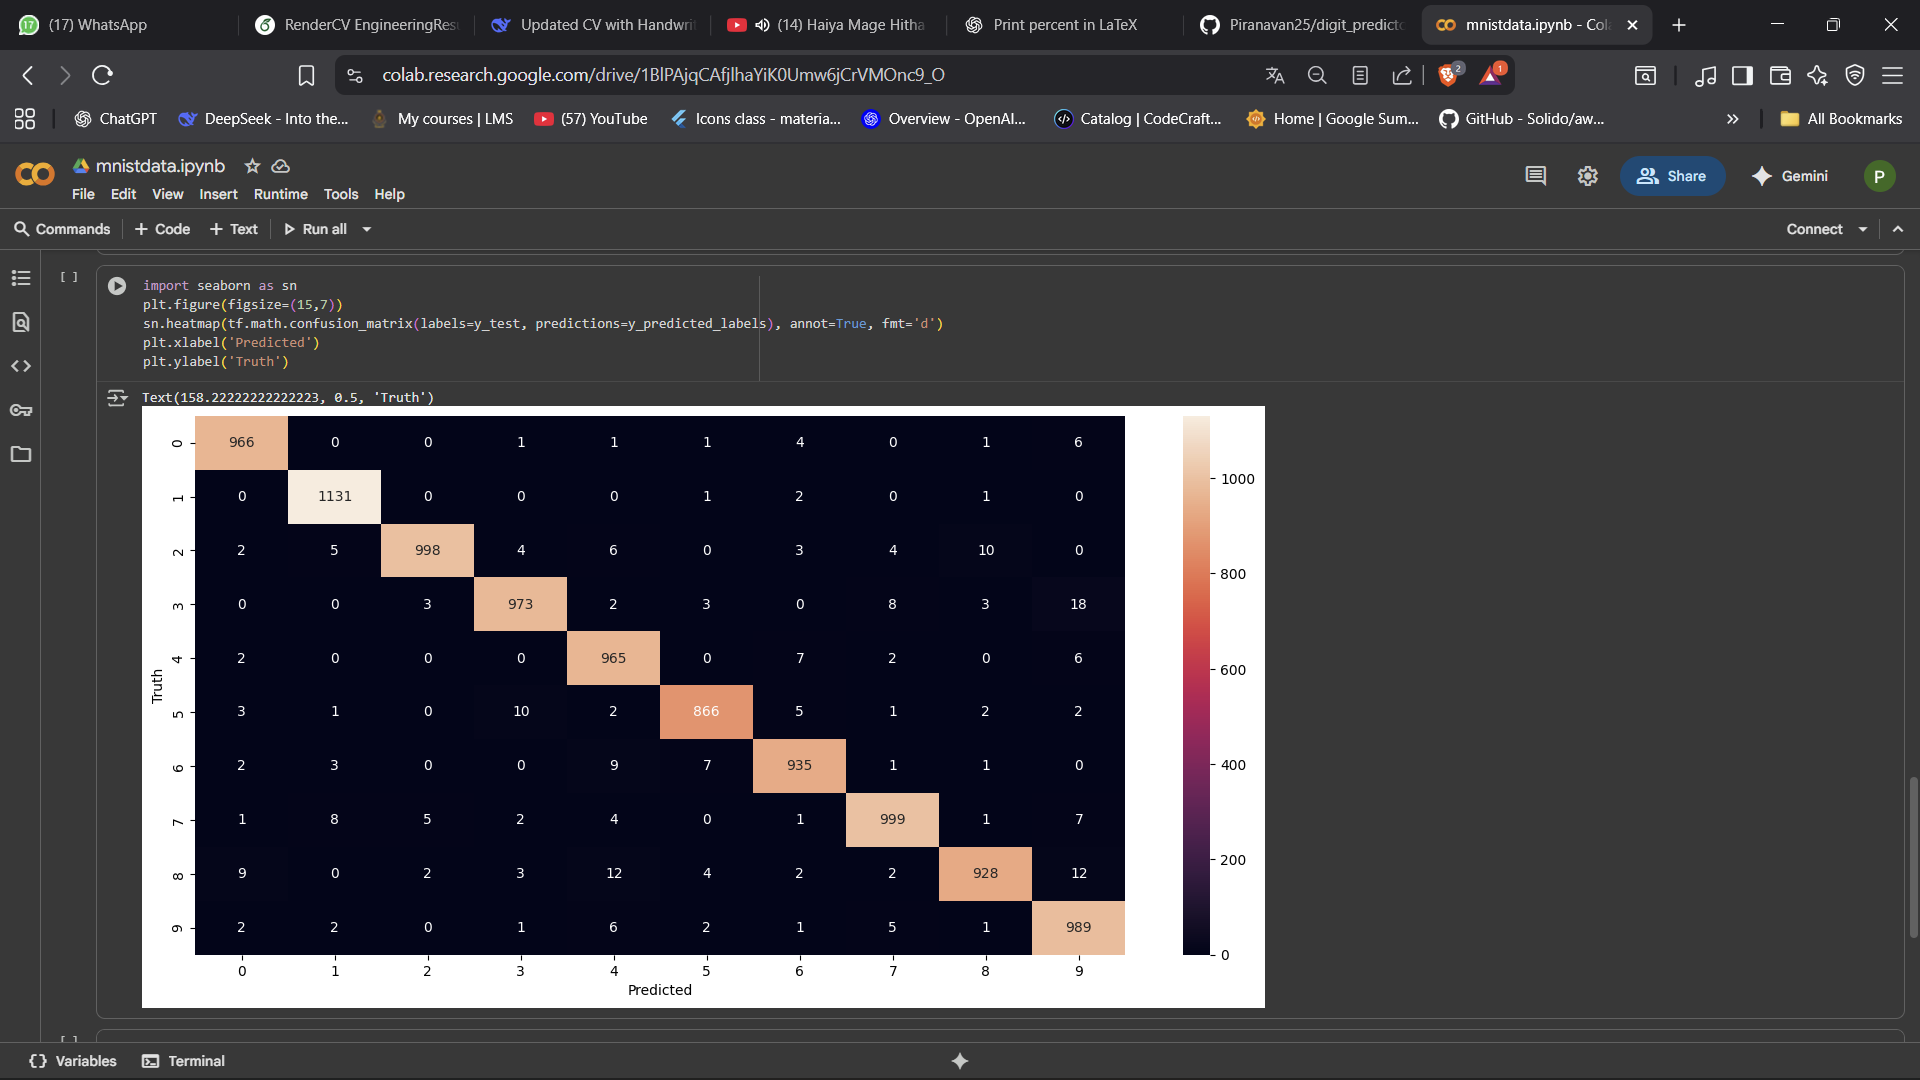 (17) WhatsApp
RenderCV EngineeringRes
Updated CV with Handwri
(14) Haiya Mage Hitha
Print percent in LaTeX
Piranavan25/digit_predicto
mnistdata.ipynb - Col
colab.research.google.com/drive/1BlPAjqCAfjlhaYiK0Umw6jCrVMOnc9_O
2
1
ChatGPT
DeepSeek - Into the...
My courses | LMS
(57) YouTube
Icons class - materia...
Overview - OpenAI...
Catalog | CodeCraft...
Home | Google Sum...
GitHub - Solido/aw...
All Bookmarks
mnistdata.ipynb
File Edit View Insert Runtime Tools Help
Share
Gemini
P
Commands + Code + Text Run all
Connect
[ ]
import seaborn as sn
plt.figure(figsize=(15,7))
sn.heatmap(tf.math.confusion_matrix(labels=y_test, predictions=y_predicted_labels), annot=True, fmt='d')
plt.xlabel('Predicted')
plt.ylabel('Truth')
Text(158.22222222222223, 0.5, 'Truth')
0 966 0 0 1 1 1 4 0 1 6
1 0 1131 0 0 0 1 2 0 1 0
2 2 5 998 4 6 0 3 4 10 0
3 0 0 3 973 2 3 0 8 3 18
4 2 0 0 0 965 0 7 2 0 6
5 3 1 0 10 2 866 5 1 2 2
6 2 3 0 0 9 7 935 1 1 0
7 1 8 5 2 4 0 1 999 1 7
8 9 0 2 3 12 4 2 2 928 12
9 2 2 0 1 6 2 1 5 1 989
0 1 2 3 4 5 6 7 8 9
Predicted
Truth
1000
800
600
400
200
0
[ ]
Variables
Terminal